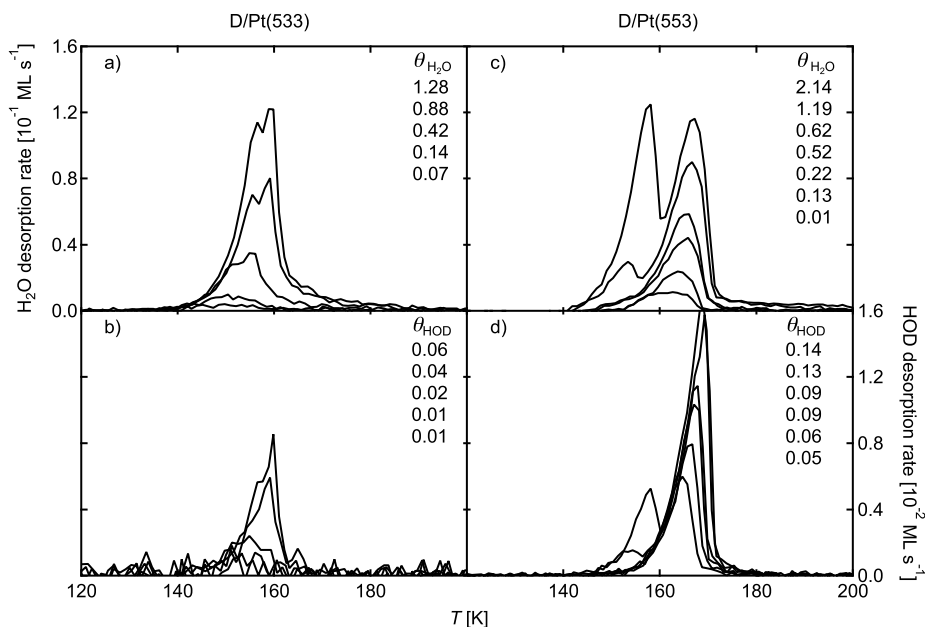 D/Pt(533)
D/Pt(553)
H₂O desorption rate [10⁻¹ ML s⁻¹]
1.6
1.2
0.8
0.4
0.0
a)
θ H₂O
1.28
0.88
0.42
0.14
0.07
c)
θ H₂O
2.14
1.19
0.62
0.52
0.22
0.13
0.01
b)
θHOD
0.06
0.04
0.02
0.01
0.01
d)
θHOD
0.14
0.13
0.09
0.09
0.06
0.05
1.6
1.2
0.8
0.4
0.0
HOD desorption rate [10⁻² ML s⁻¹]
120 140 160 180 140 160 180 200
T [K]